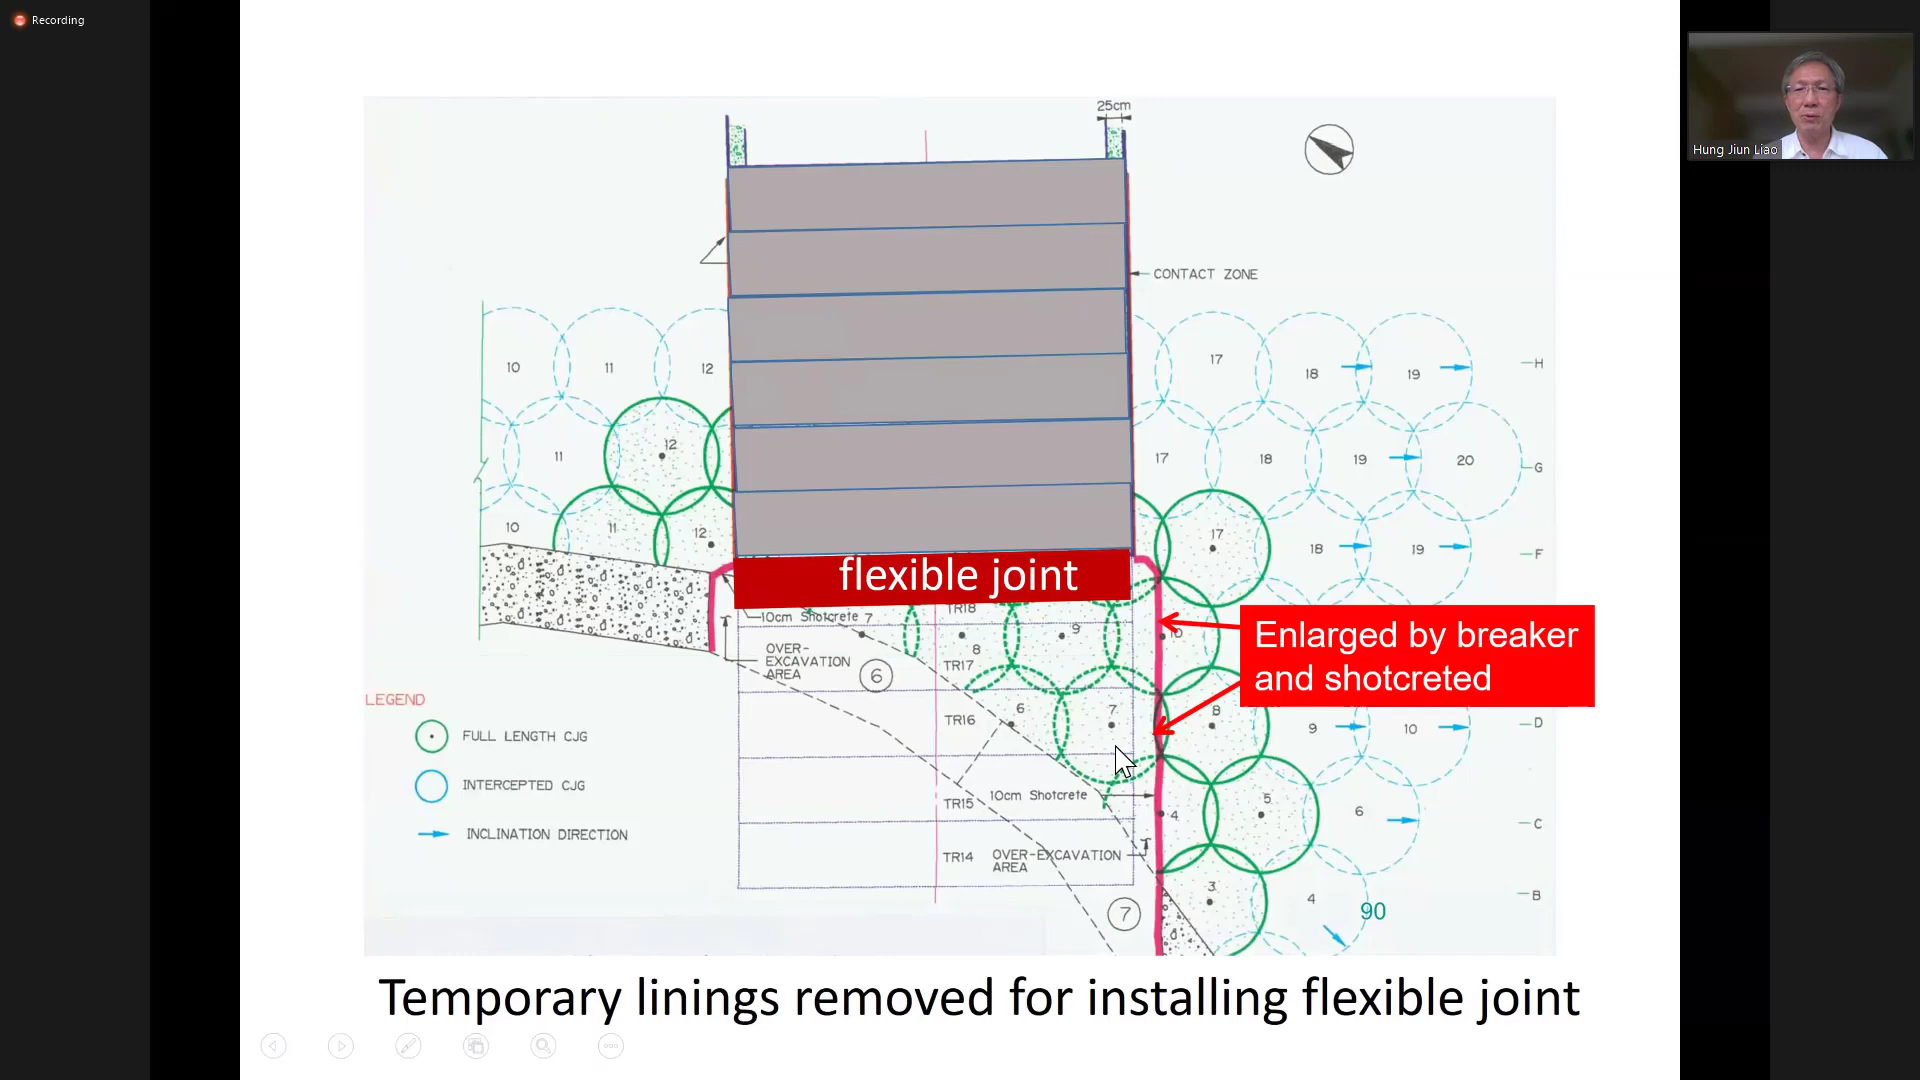 Recording
Hung Jiun Liao
25cm
CONTACT ZONE
10
11
12
17
18
19
H
11
12
17
18
19
20
G
10
11
12
17
18
19
F
flexible joint
10cm Shotcrete
7
TR18
9
10
8
OVER-
EXCAVATION
AREA
6
TR17
Enlarged by breaker
and shotcreted
LEGEND
FULL LENGTH CJG
INTERCEPTED CJG
INCLINATION DIRECTION
TR16
6
7
8
9
10
D
TR15
10cm Shotcrete
4
5
6
C
TR14
OVER-EXCAVATION
AREA
7
3
4
B
90
Temporary linings removed for installing flexible joint